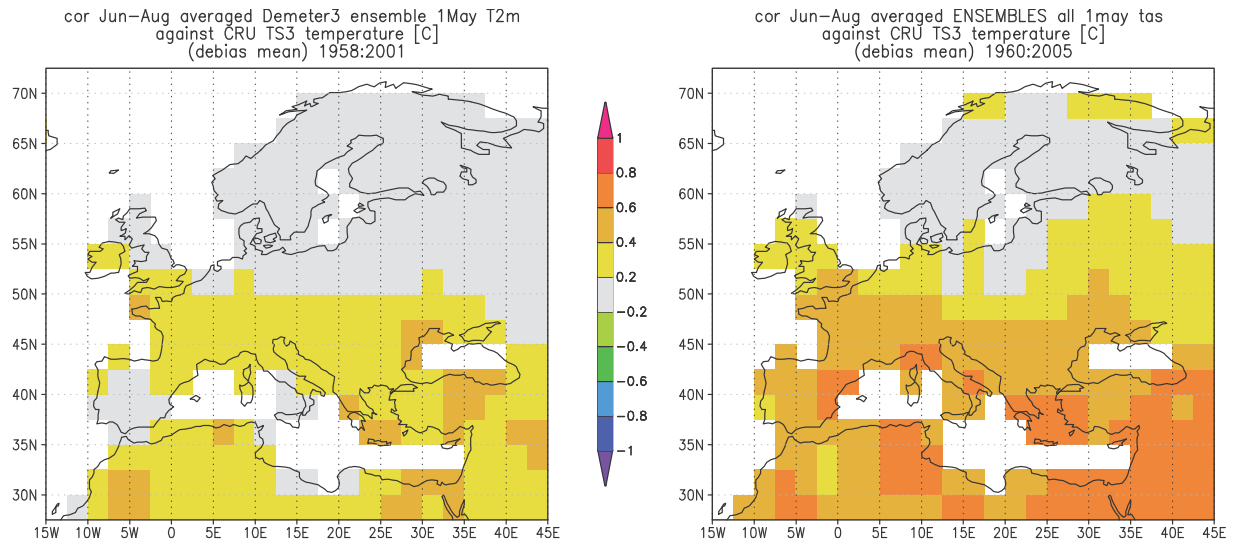 cor Jun−Aug averaged Demeter3 ensemble 1May T2m
against CRU TS3 temperature [C]
(debias mean) 1958:2001
70N
65N
60N
55N
50N
45N
40N
35N
30N
15W 10W 5W 0 5E 10E 15E 20E 25E 30E 35E 40E 45E
1
0.8
0.6
0.4
0.2
−0.2
−0.4
−0.6
−0.8
−1
cor Jun−Aug averaged ENSEMBLES all 1may tas
against CRU TS3 temperature [C]
(debias mean) 1960:2005
70N
65N
60N
55N
50N
45N
40N
35N
30N
15W 10W 5W 0 5E 10E 15E 20E 25E 30E 35E 40E 45E